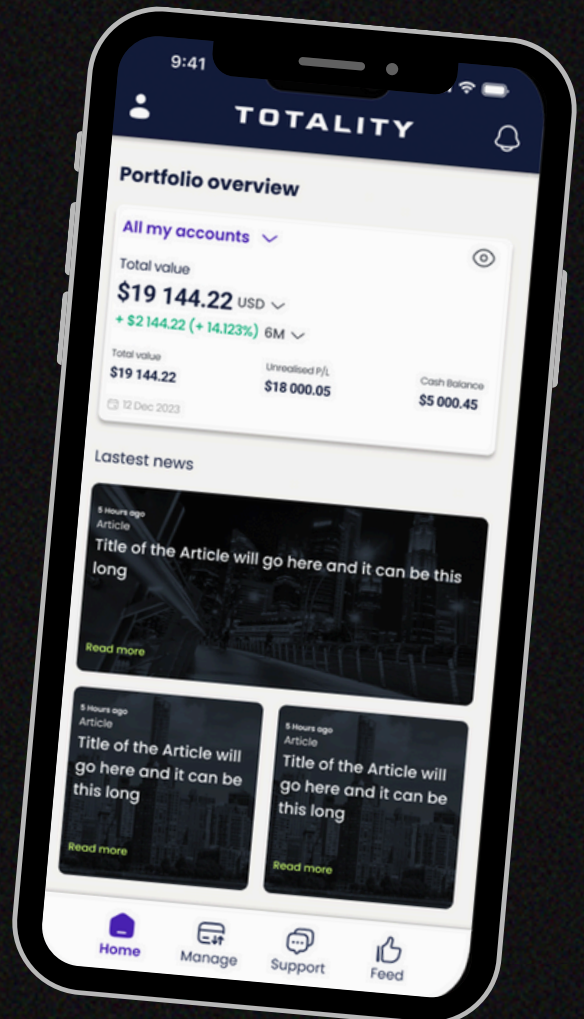 9:41
TOTALITY
Portfolio overview
All my accounts
Total value
$19 144.22 USD
+ $2 144.22 (+ 14.123%) 6M
Total value
$19 144.22
Unrealised P/L
$18 000.05
Cash Balance
$5 000.45
12 Dec 2023
Lastest news
5 Hours ago
Article
Title of the Article will go here and it can be this
long
Read more
5 Hours ago
Article
Title of the Article will
go here and it can be
this long
Read more
5 Hours ago
Article
Title of the Article will
go here and it can be
this long
Read more
Home
Manage
Support
Feed